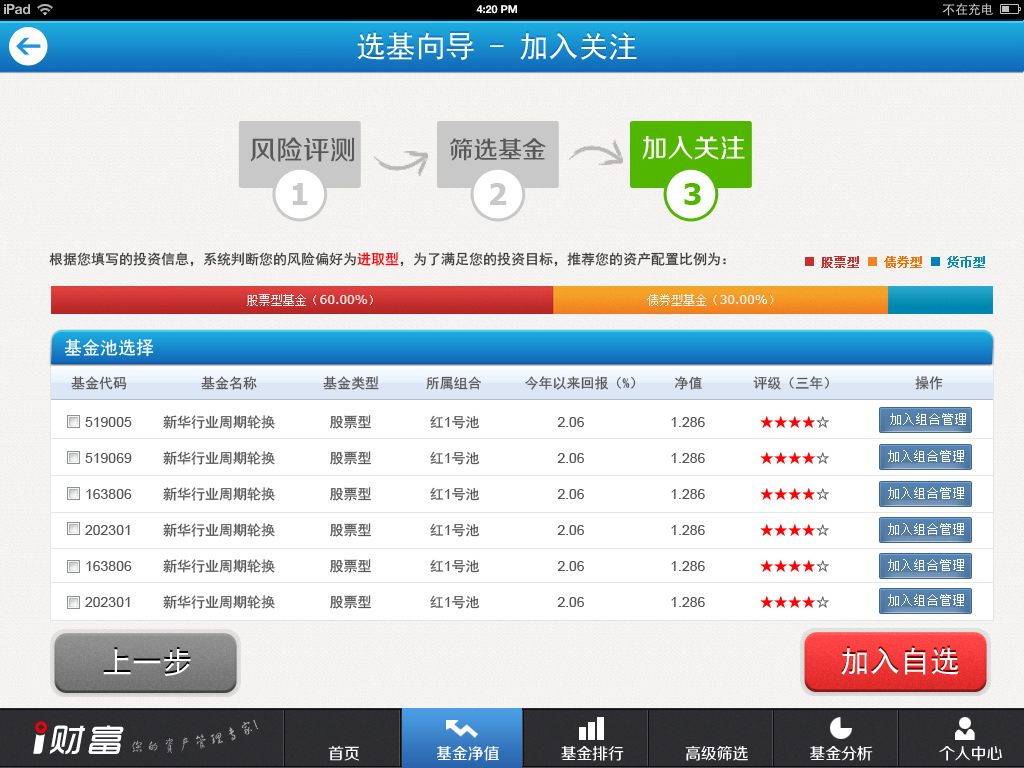 iPad 4:20 PM 不在充电
选基向导 - 加入关注
风险评测 筛选基金 加入关注
1 2 3
根据您填写的投资信息，系统判断您的风险偏好为进取型，为了满足您的投资目标，推荐您的资产配置比例为： 股票型 债券型 货币型
股票型基金（60.00%） 债券型基金（30.00%）
基金池选择
基金代码 基金名称 基金类型 所属组合 今年以来回报（%） 净值 评级（三年） 操作
519005 新华行业周期轮换 股票型 红1号池 2.06 1.286 ★★★★☆ 加入组合管理
519069 新华行业周期轮换 股票型 红1号池 2.06 1.286 ★★★★☆ 加入组合管理
163806 新华行业周期轮换 股票型 红1号池 2.06 1.286 ★★★★☆ 加入组合管理
202301 新华行业周期轮换 股票型 红1号池 2.06 1.286 ★★★★☆ 加入组合管理
163806 新华行业周期轮换 股票型 红1号池 2.06 1.286 ★★★★☆ 加入组合管理
202301 新华行业周期轮换 股票型 红1号池 2.06 1.286 ★★★★☆ 加入组合管理
上一步 加入自选
i财富 你的资产管理专家！ 首页 基金净值 基金排行 高级筛选 基金分析 个人中心